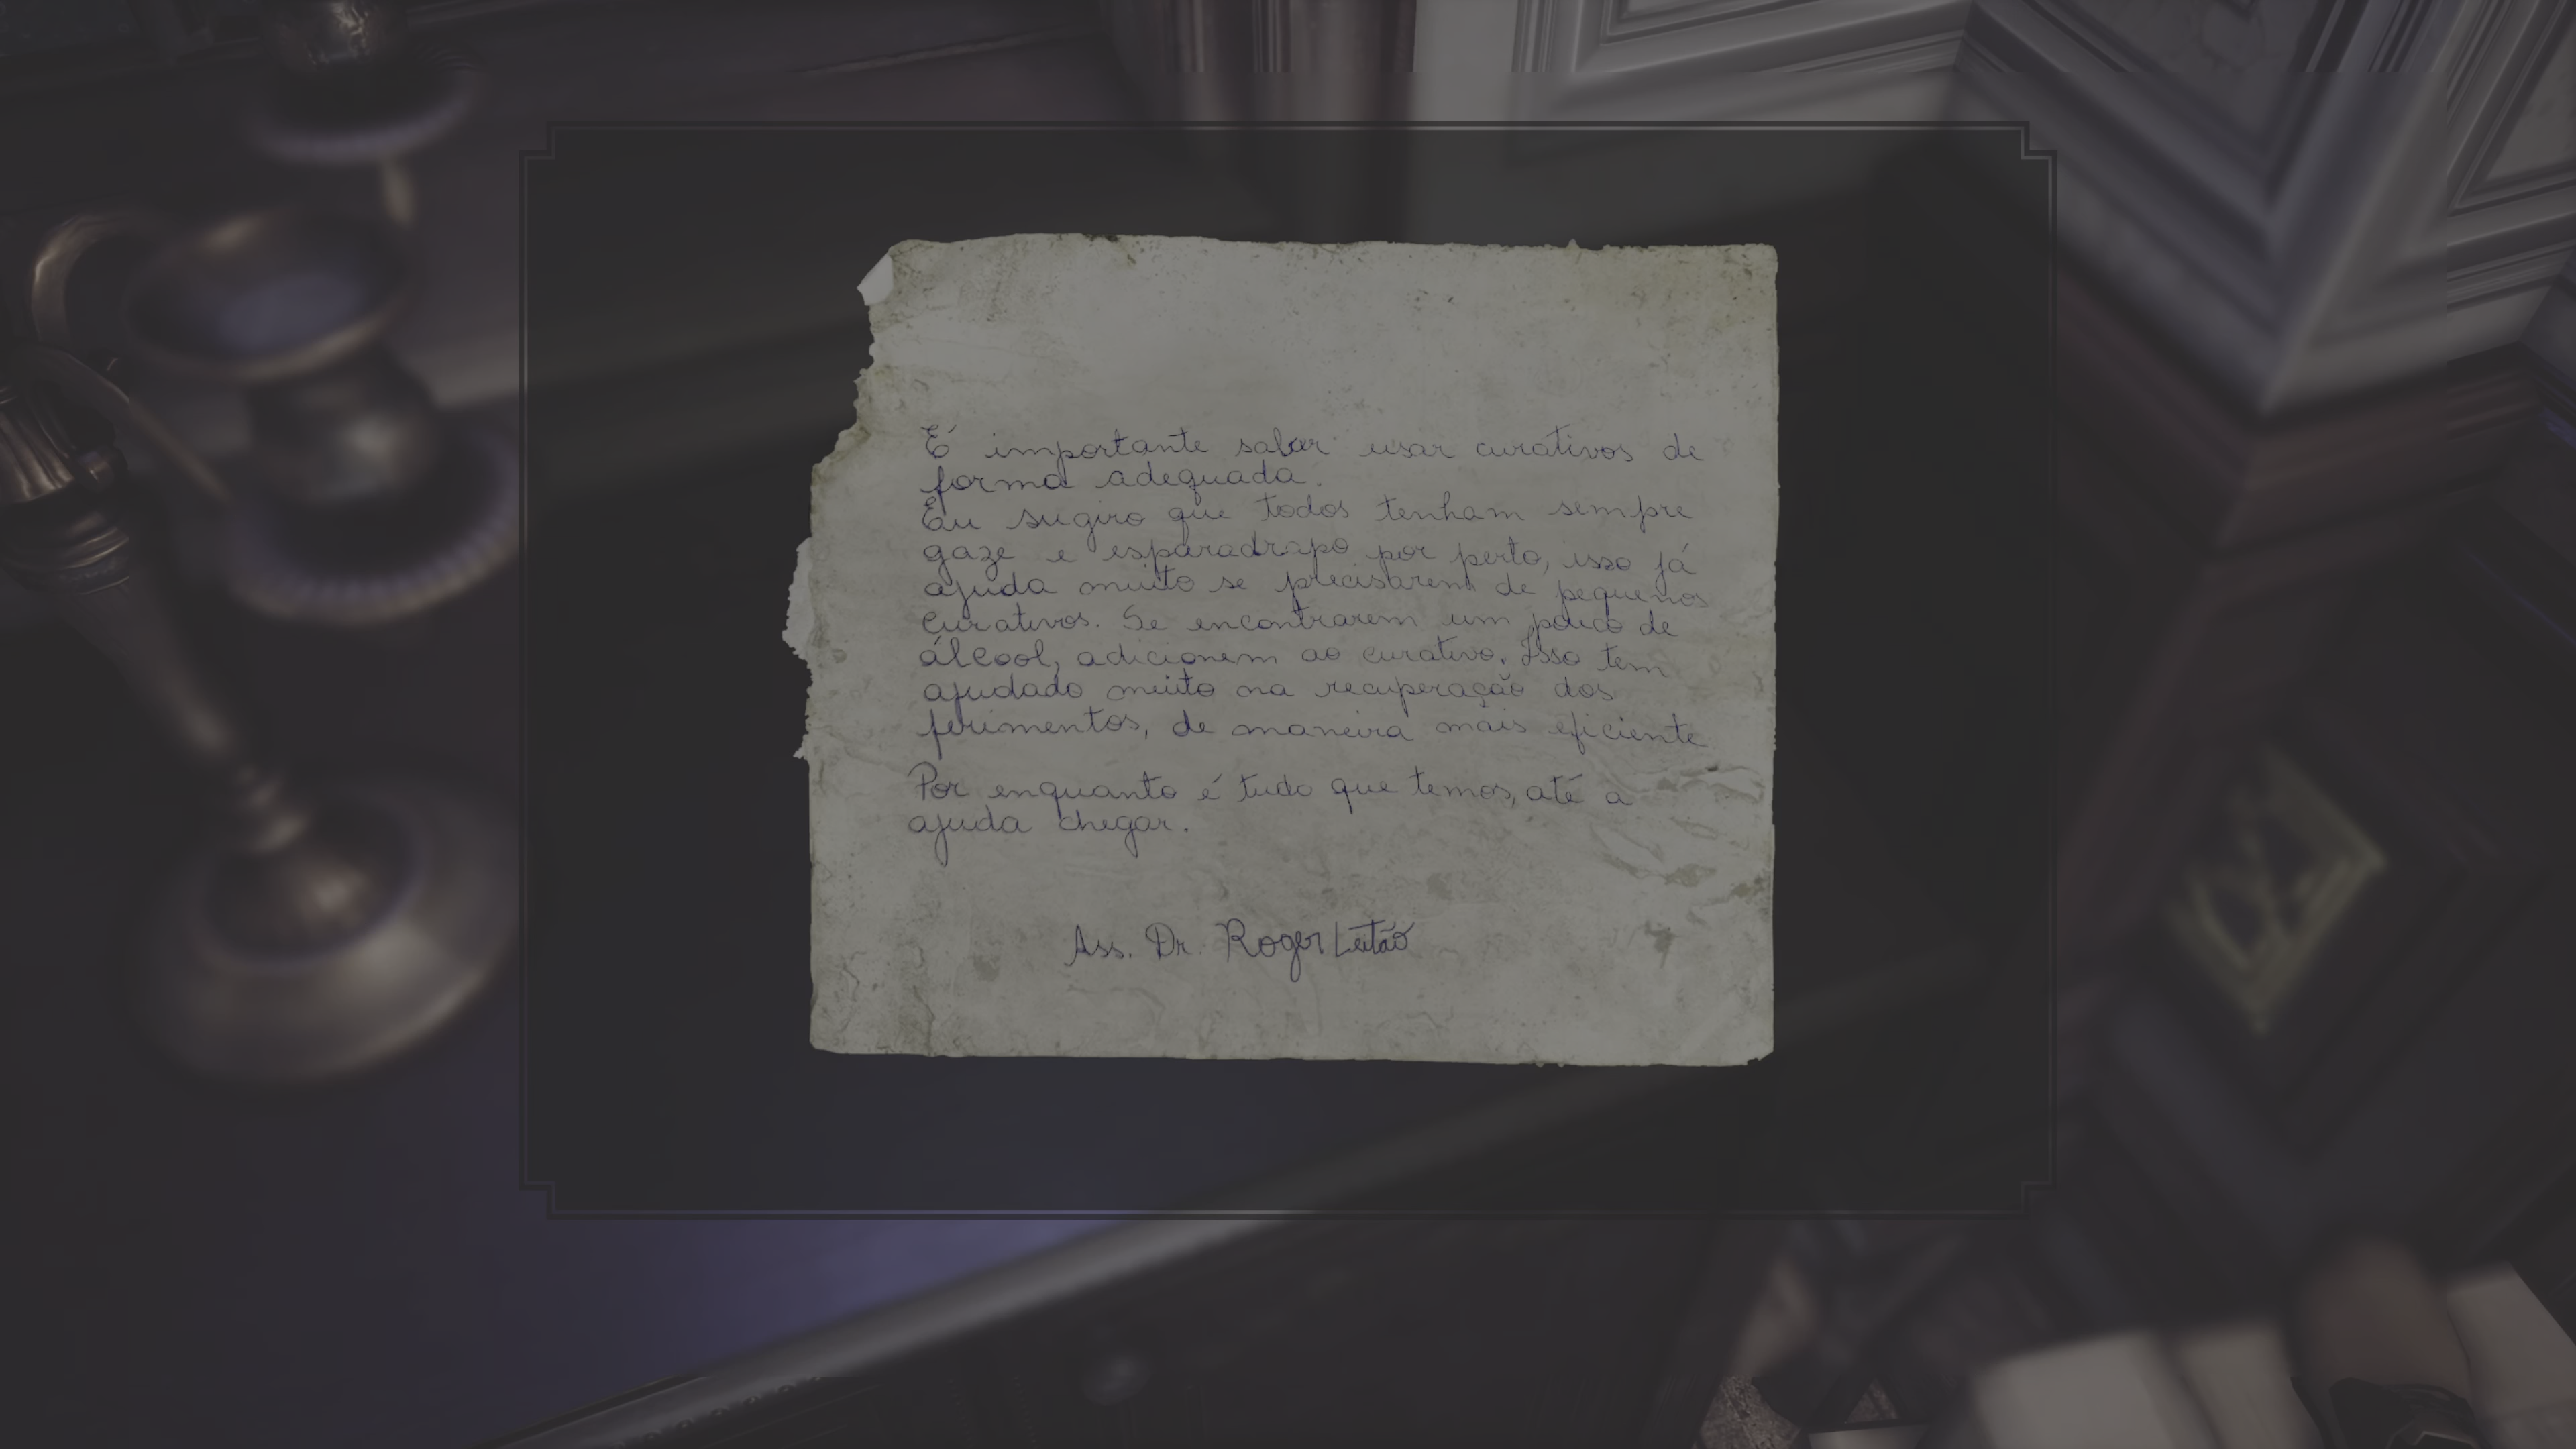 É importante saber usar curativos de
forma adequada.
Eu sugiro que todos tenham sempre
gaze e esparadrapo por perto, isso já
ajuda muito se precisarem de pequenos
curativos. Se encontrarem um pouco de
álcool, adicionem ao curativo. Isso tem
ajudado muito na recuperação dos
ferimentos, de maneira mais eficiente
Por enquanto é tudo que temos, até a
ajuda chegar.
Ass. Dr. Roger Leitão